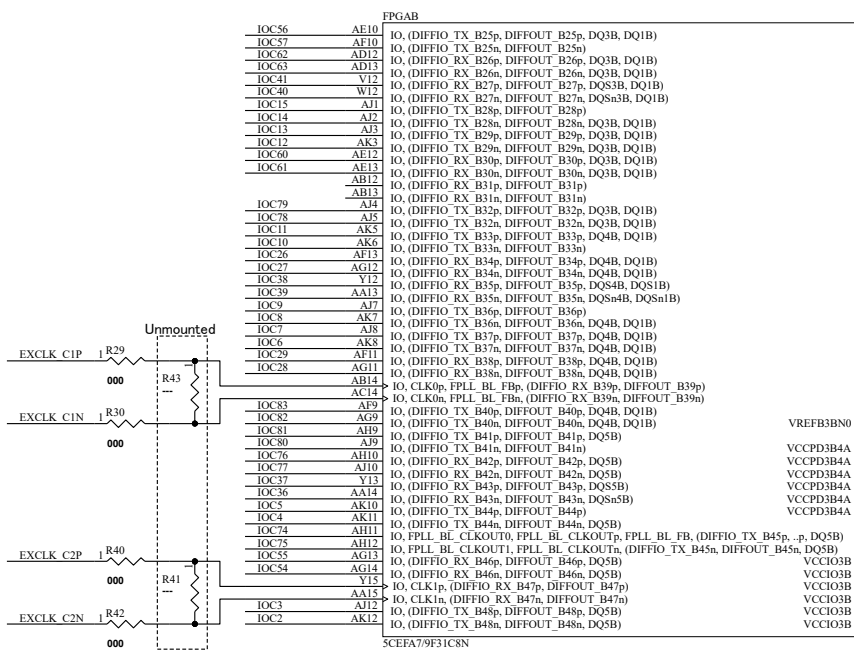 FPGAB
IOC56 AE10 IO, (DIFFIO_TX_B25p, DIFFOUT_B25p, DQ3B, DQ1B)
IOC57 AF10 IO, (DIFFIO_TX_B25n, DIFFOUT_B25n)
IOC62 AD12 IO, (DIFFIO_RX_B26p, DIFFOUT_B26p, DQ3B, DQ1B)
IOC63 AD13 IO, (DIFFIO_RX_B26n, DIFFOUT_B26n, DQ3B, DQ1B)
IOC41 V12 IO, (DIFFIO_RX_B27p, DIFFOUT_B27p, DQS3B, DQ1B)
IOC40 W12 IO, (DIFFIO_RX_B27n, DIFFOUT_B27n, DQSn3B, DQ1B)
IOC15 AJ1 IO, (DIFFIO_TX_B28p, DIFFOUT_B28p)
IOC14 AJ2 IO, (DIFFIO_TX_B28n, DIFFOUT_B28n, DQ3B, DQ1B)
IOC13 AJ3 IO, (DIFFIO_TX_B29p, DIFFOUT_B29p, DQ3B, DQ1B)
IOC12 AK3 IO, (DIFFIO_TX_B29n, DIFFOUT_B29n, DQ3B, DQ1B)
IOC60 AE12 IO, (DIFFIO_RX_B30p, DIFFOUT_B30p, DQ3B, DQ1B)
IOC61 AE13 IO, (DIFFIO_RX_B30n, DIFFOUT_B30n, DQ3B, DQ1B)
AB12 IO, (DIFFIO_RX_B31p, DIFFOUT_B31p)
AB13 IO, (DIFFIO_RX_B31n, DIFFOUT_B31n)
IOC79 AJ4 IO, (DIFFIO_TX_B32p, DIFFOUT_B32p, DQ3B, DQ1B)
IOC78 AJ5 IO, (DIFFIO_TX_B32n, DIFFOUT_B32n, DQ3B, DQ1B)
IOC11 AK5 IO, (DIFFIO_TX_B33p, DIFFOUT_B33p, DQ4B, DQ1B)
IOC10 AK6 IO, (DIFFIO_TX_B33n, DIFFOUT_B33n)
IOC26 AF13 IO, (DIFFIO_RX_B34p, DIFFOUT_B34p, DQ4B, DQ1B)
IOC27 AG12 IO, (DIFFIO_RX_B34n, DIFFOUT_B34n, DQ4B, DQ1B)
IOC38 Y12 IO, (DIFFIO_RX_B35p, DIFFOUT_B35p, DQS4B, DQS1B)
IOC39 AA13 IO, (DIFFIO_RX_B35n, DIFFOUT_B35n, DQSn4B, DQSn1B)
IOC9 AJ7 IO, (DIFFIO_TX_B36p, DIFFOUT_B36p)
IOC8 AK7 IO, (DIFFIO_TX_B36n, DIFFOUT_B36n, DQ4B, DQ1B)
Unmounted
IOC7 AJ8 IO, (DIFFIO_TX_B37p, DIFFOUT_B37p, DQ4B, DQ1B)
IOC6 AK8 IO, (DIFFIO_TX_B37n, DIFFOUT_B37n, DQ4B, DQ1B)
EXCLK_C1P 1 R29
IOC29 AF11 IO, (DIFFIO_RX_B38p, DIFFOUT_B38p, DQ4B, DQ1B)
IOC28 AG11 IO, (DIFFIO_RX_B38n, DIFFOUT_B38n, DQ4B, DQ1B)
000 R43 1
---
AB14 IO, CLK0p, FPLL_BL_FBp, (DIFFIO_RX_B39p, DIFFOUT_B39p)
AC14 IO, CLK0n, FPLL_BL_FBn, (DIFFIO_RX_B39n, DIFFOUT_B39n)
EXCLK_C1N 1 R30
IOC83 AF9 IO, (DIFFIO_TX_B40p, DIFFOUT_B40p, DQ4B, DQ1B)
IOC82 AG9 IO, (DIFFIO_TX_B40n, DIFFOUT_B40n, DQ4B, DQ1B) VREFB3BN0
000
IOC81 AH9 IO, (DIFFIO_TX_B41p, DIFFOUT_B41p, DQ5B)
IOC80 AJ9 IO, (DIFFIO_TX_B41n, DIFFOUT_B41n) VCCPD3B4A
IOC76 AH10 IO, (DIFFIO_RX_B42p, DIFFOUT_B42p, DQ5B) VCCPD3B4A
IOC77 AJ10 IO, (DIFFIO_RX_B42n, DIFFOUT_B42n, DQ5B) VCCPD3B4A
IOC37 Y13 IO, (DIFFIO_RX_B43p, DIFFOUT_B43p, DQS5B) VCCPD3B4A
IOC36 AA14 IO, (DIFFIO_RX_B43n, DIFFOUT_B43n, DQSn5B) VCCPD3B4A
IOC5 AK10 IO, (DIFFIO_TX_B44p, DIFFOUT_B44p) VCCPD3B4A
IOC4 AK11 IO, (DIFFIO_TX_B44n, DIFFOUT_B44n, DQ5B)
IOC74 AH11 IO, FPLL_BL_CLKOUT0, FPLL_BL_CLKOUTp, FPLL_BL_FB, (DIFFIO_TX_B45p, ..p, DQ5B)
IOC75 AH12 IO, FPLL_BL_CLKOUT1, FPLL_BL_CLKOUTn, (DIFFIO_TX_B45n, DIFFOUT_B45n, DQ5B)
EXCLK_C2P 1 R40
IOC55 AG13 IO, (DIFFIO_RX_B46p, DIFFOUT_B46p, DQ5B) VCCIO3B
IOC54 AG14 IO, (DIFFIO_RX_B46n, DIFFOUT_B46n, DQ5B) VCCIO3B
000 R41 1
---
Y15 IO, CLK1p, (DIFFIO_RX_B47p, DIFFOUT_B47p) VCCIO3B
AA15 IO, CLK1n, (DIFFIO_RX_B47n, DIFFOUT_B47n) VCCIO3B
EXCLK_C2N 1 R42
IOC3 AJ12 IO, (DIFFIO_TX_B48p, DIFFOUT_B48p, DQ5B) VCCIO3B
IOC2 AK12 IO, (DIFFIO_TX_B48n, DIFFOUT_B48n, DQ5B) VCCIO3B
000
5CEFA7/9F31C8N